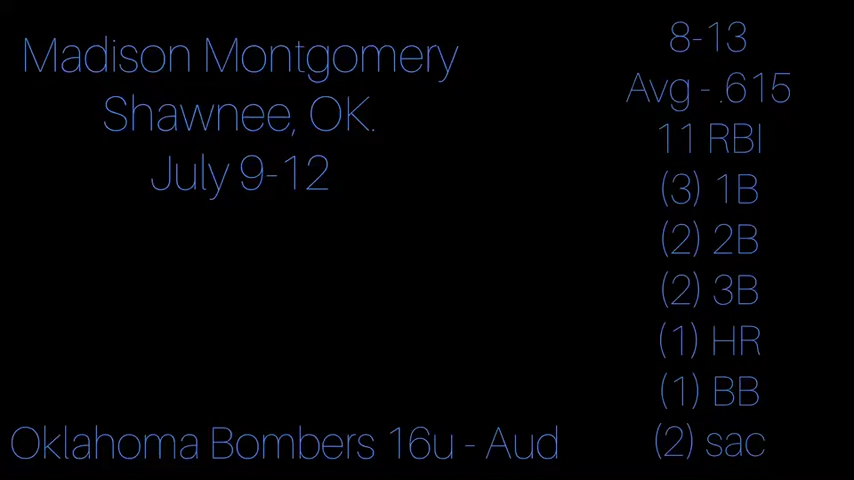 Madison Montgomery
Shawnee, OK.
July 9-12
8-13
Avg - .615
11 RBI
(3) 1B
(2) 2B
(2) 3B
(1) HR
(1) BB
(2) sac
Oklahoma Bombers 16u - Aud